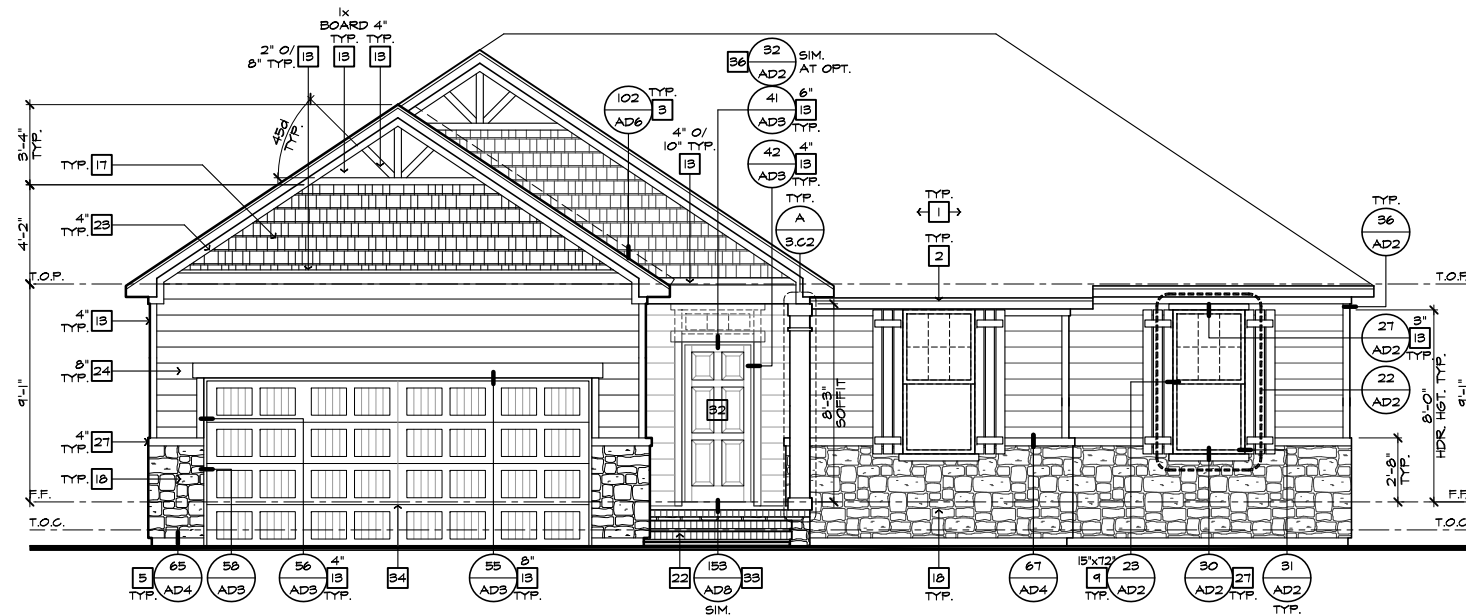 1x
BOARD 4"
TYP. TYP.
13 13
2" O/
8" TYP. 13
32
AD2
36
SIM.
AT OPT.
102
AD6
TYP.
3
41
AD3
6"
13
TYP.
4" O/
10" TYP.
13
42
AD3
4"
13
TYP.
3'-4"
TYP.
45d
TYP.
TYP. 17
TYP.
A
3.C2
TYP.
1
TYP.
2
TYP.
36
AD2
4'-2"
4"
TYP. 23
T.O.P.
T.O.P.
4"
TYP. 13
8"
TYP. 24
9'-1"
4"
TYP. 27
TYP. 18
32
8'-3"
SOFFIT
27
AD2
3"
13
TYP.
22
AD2
8'-0"
HDR. HGT. TYP.
9'-1"
2'-8"
TYP.
F.F.
F.F.
T.O.C.
T.O.C.
5
TYP.
65
AD4
58
AD3
56
AD3
4"
13
TYP.
34
55
AD3
8"
13
TYP.
22
153
AD8
SIM.
33
18
TYP.
67
AD4
15"x72"
9
TYP.
23
AD2
30
AD2
27
TYP.
31
AD2
TYP.